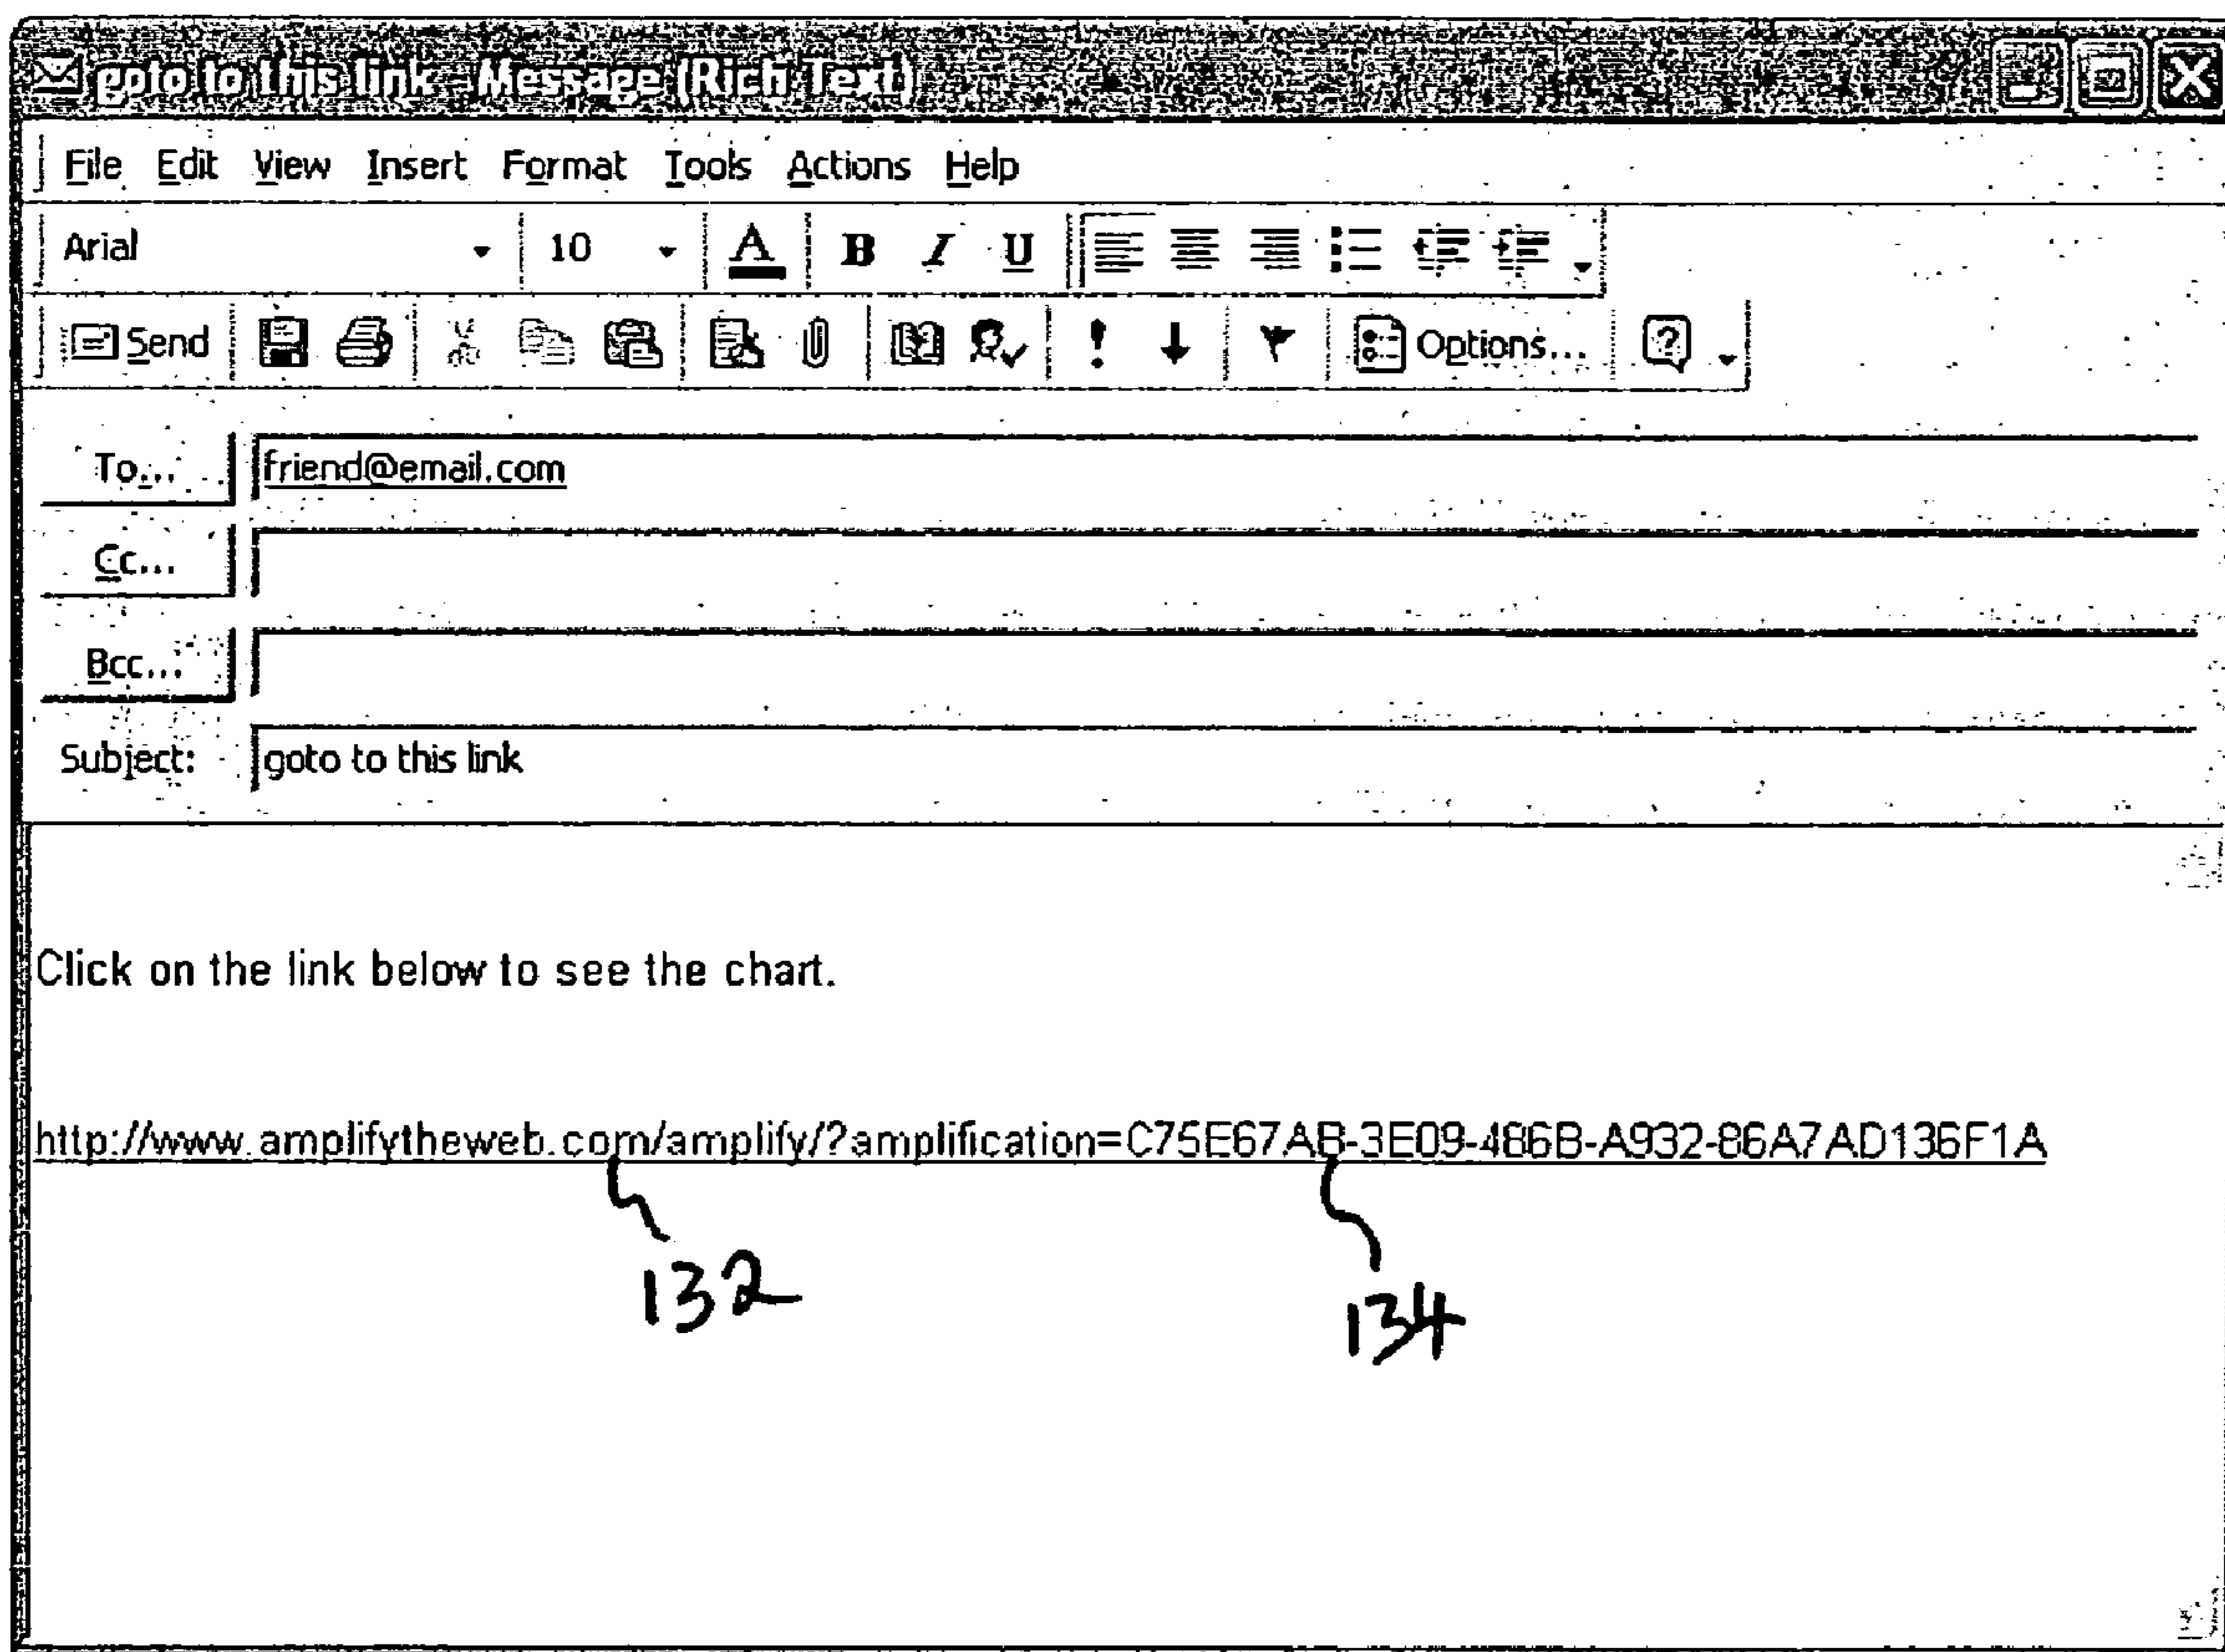 goto to this link - Message (Rich Text)
File Edit View Insert Format Tools Actions Help
Arial 10 A B I U
Send ! Options... ?
To... friend@email.com
Cc...
Bcc...
Subject: goto to this link
Click on the link below to see the chart.
http://www.amplifytheweb.com/amplify/?amplification=C75E67AB-3E09-486B-A932-86A7AD136F1A
132 134